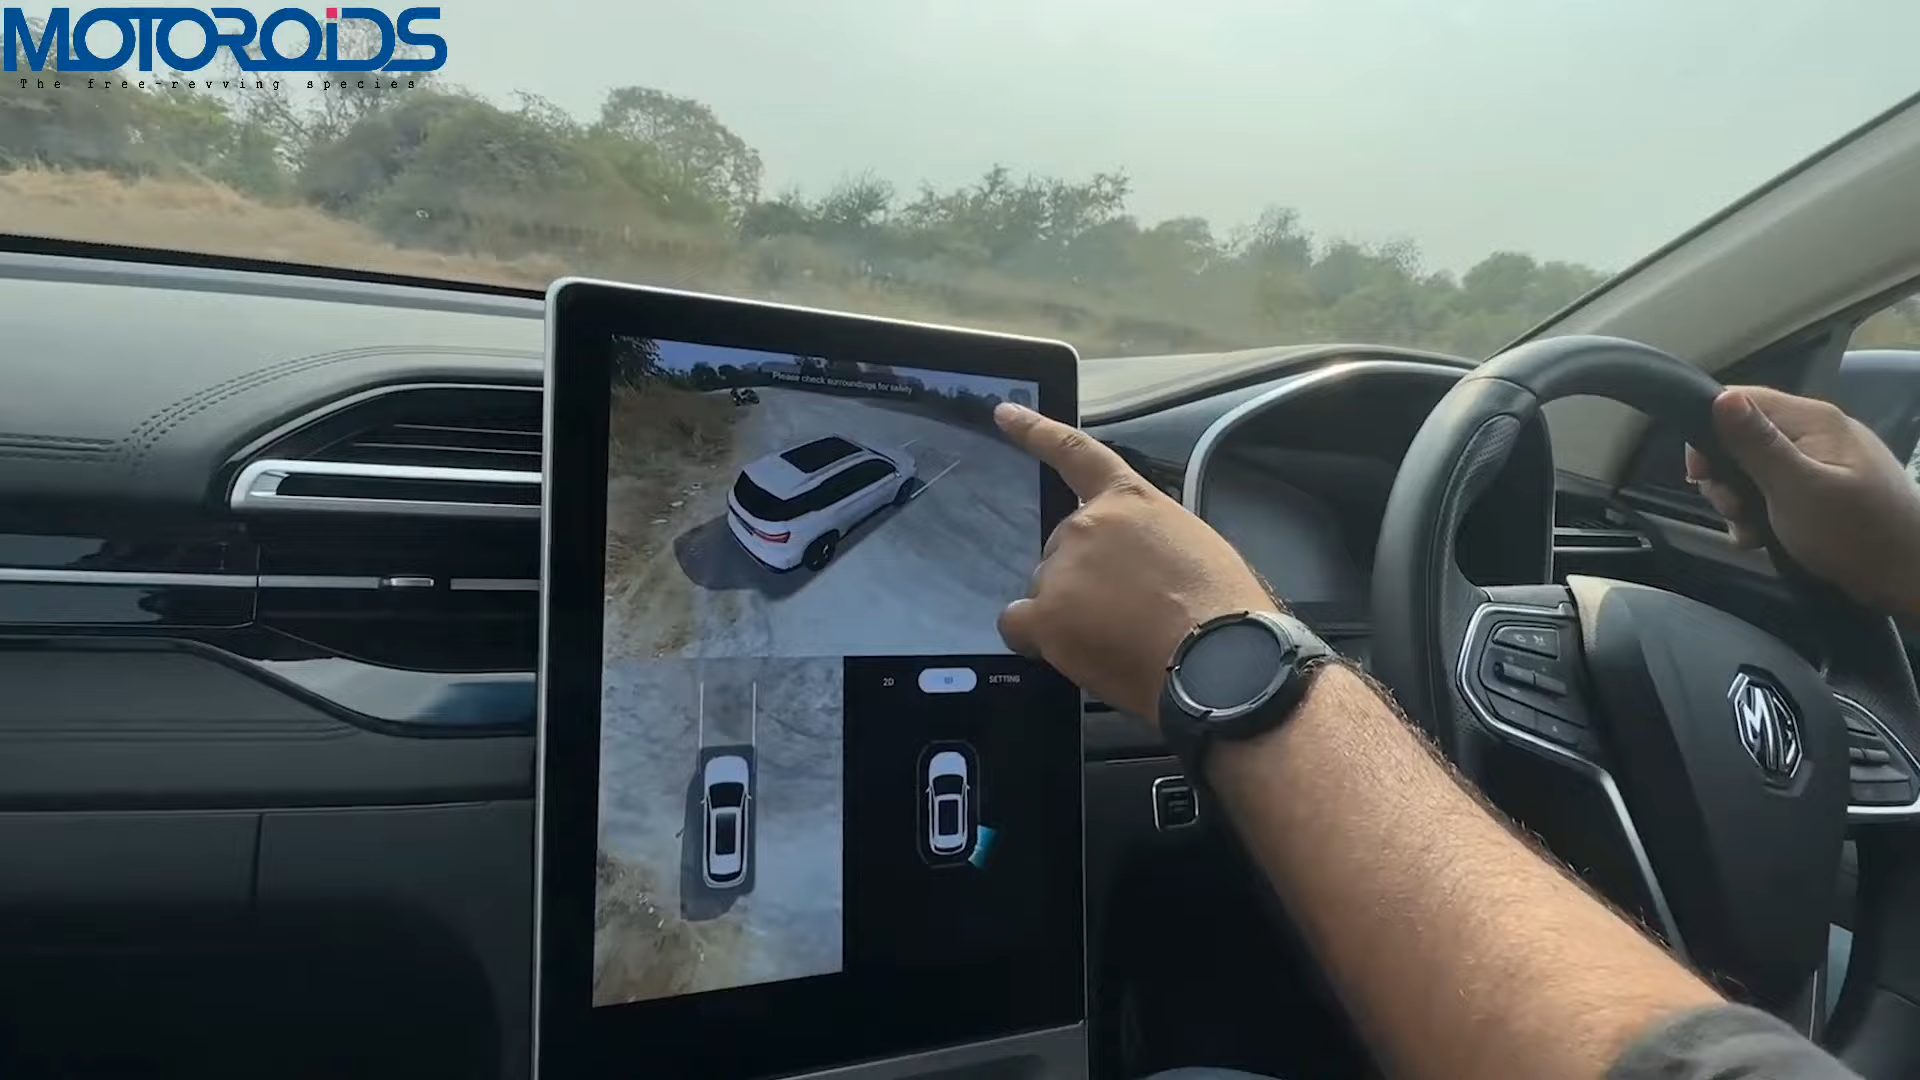 MOTOROiDS
The free-revving species
Please check surroundings for safety
2D
SETTING
MG